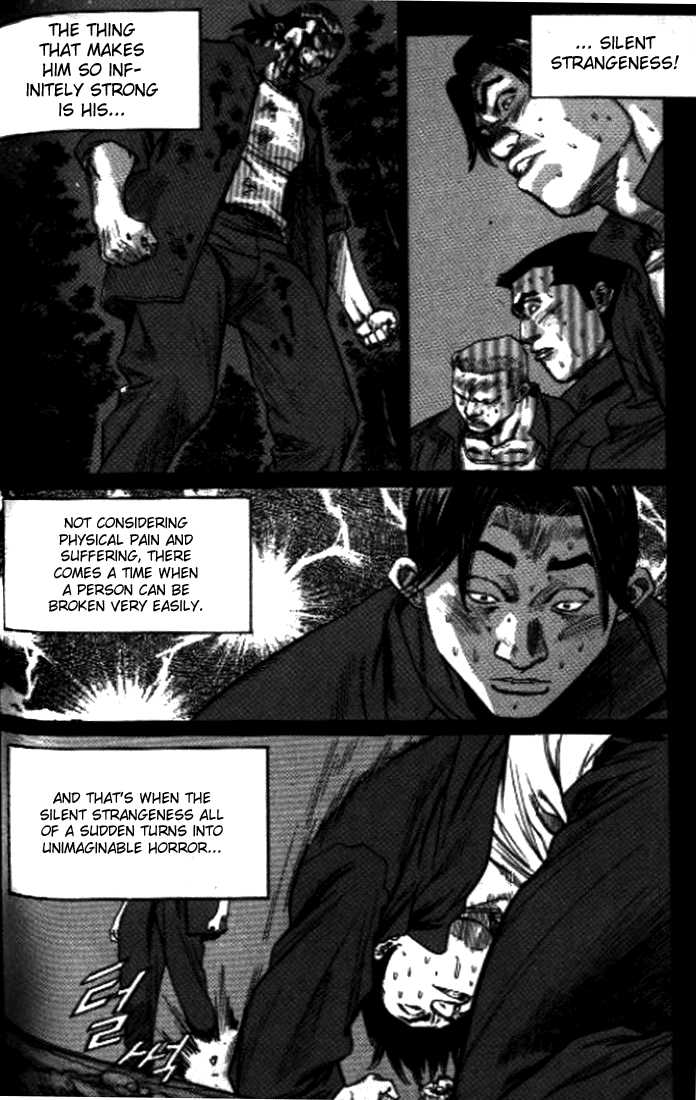 THE THING
THAT MAKES
HIM SO INF-
INITELY STRONG
IS HIS...
... SILENT
STRANGENESS!
NOT CONSIDERING
PHYSICAL PAIN AND
SUFFERING, THERE
COMES A TIME WHEN
A PERSON CAN BE
BROKEN VERY EASILY.
AND THAT'S WHEN THE
SILENT STRANGENESS ALL
OF A SUDDEN TURNS INTO
UNIMAGINABLE HORROR...
털
썩